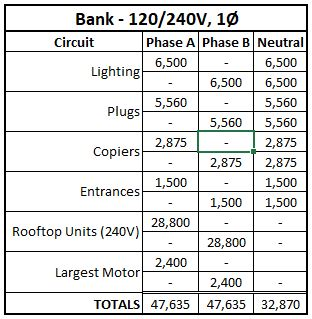 Bank - 120/240V, 1Ø
Circuit Phase A Phase B Neutral
Lighting 6,500 - 6,500
- 6,500 6,500
Plugs 5,560 - 5,560
- 5,560 5,560
Copiers 2,875 - 2,875
- 2,875 2,875
Entrances 1,500 - 1,500
- 1,500 1,500
Rooftop Units (240V) 28,800 - -
- 28,800 -
Largest Motor 2,400 - -
- 2,400 -
TOTALS 47,635 47,635 32,870